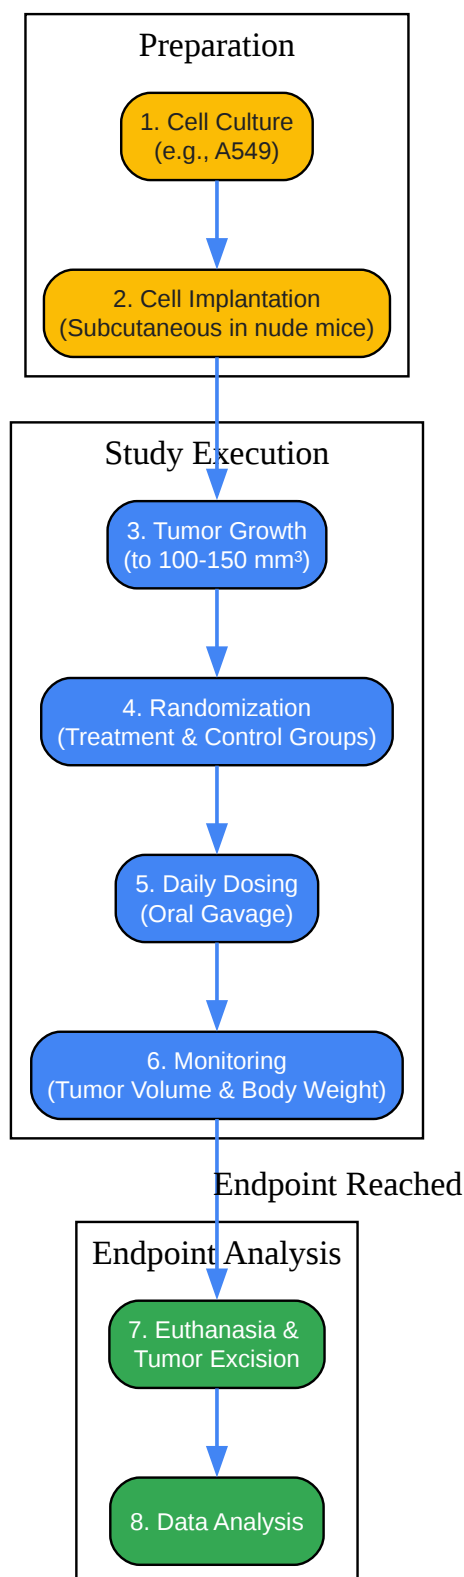 Preparation
1. Cell Culture
(e.g., A549)
2. Cell Implantation
(Subcutaneous in nude mice)
Study Execution
3. Tumor Growth
(to 100-150 mm³)
4. Randomization
(Treatment & Control Groups)
5. Daily Dosing
(Oral Gavage)
6. Monitoring
(Tumor Volume & Body Weight)
Endpoint Reached
Endpoint Analysis
7. Euthanasia &
Tumor Excision
8. Data Analysis